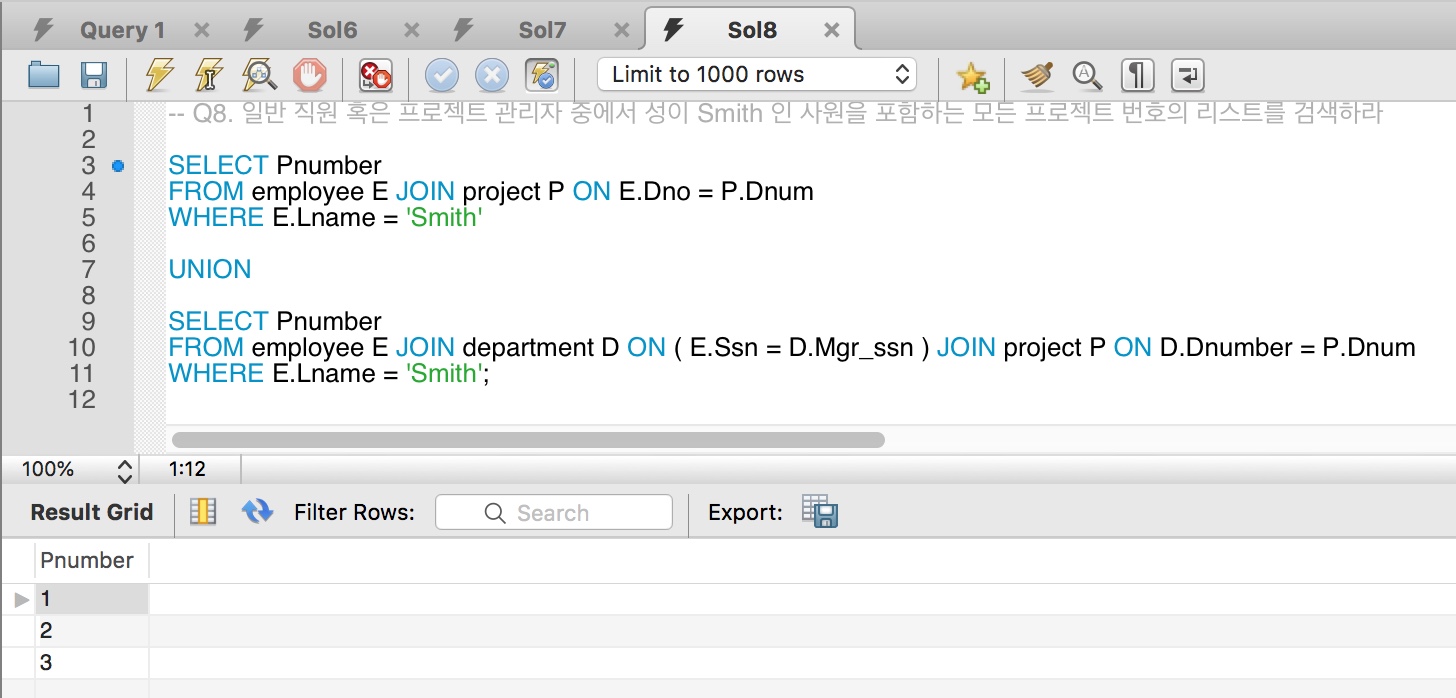 Query 1 Sol6 Sol7 Sol8
Limit to 1000 rows
1 -- Q8. 일반 직원 혹은 프로젝트 관리자 중에서 성이 Smith 인 사원을 포함하는 모든 프로젝트 번호의 리스트를 검색하라
2
3 SELECT Pnumber
4 FROM employee E JOIN project P ON E.Dno = P.Dnum
5 WHERE E.Lname = 'Smith'
6
7 UNION
8
9 SELECT Pnumber
10 FROM employee E JOIN department D ON ( E.Ssn = D.Mgr_ssn ) JOIN project P ON D.Dnumber = P.Dnum
11 WHERE E.Lname = 'Smith';
12
100% 1:12
Result Grid Filter Rows: Search Export:
Pnumber
1
2
3